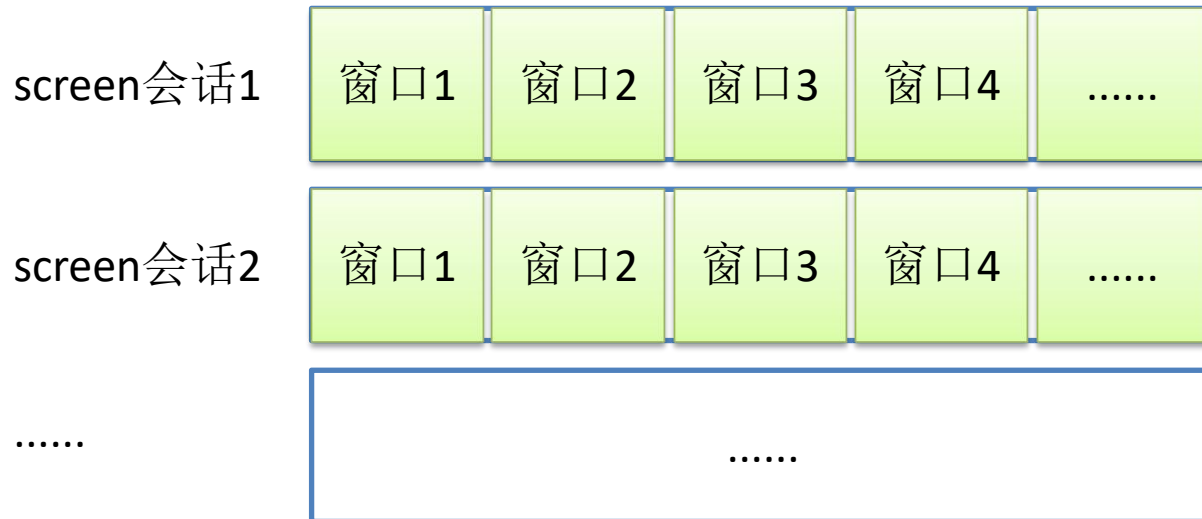 screen会话1 窗口1 窗口2 窗口3 窗口4 ......
screen会话2 窗口1 窗口2 窗口3 窗口4 ......
...... ......